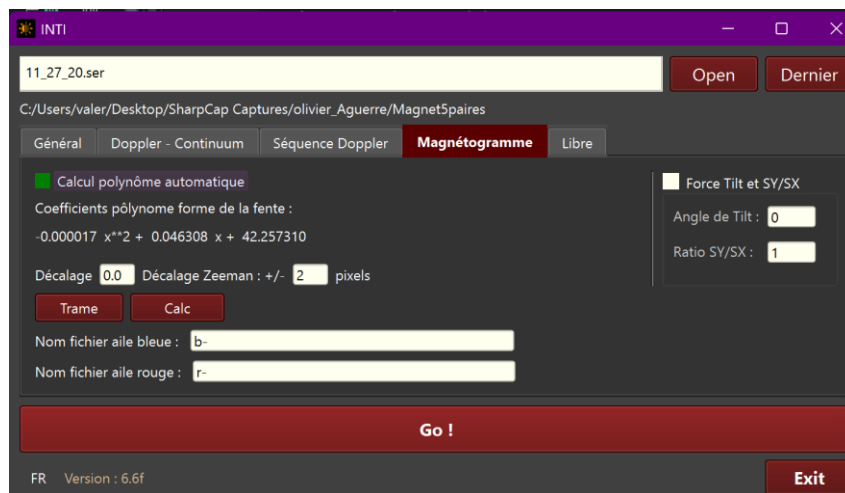 INTI
11_27_20.ser Open Dernier
C:/Users/valer/Desktop/SharpCap Captures/olivier_Aguerre/Magnet5paires
Général Doppler - Continuum Séquence Doppler Magnétogramme Libre
Calcul polynôme automatique Force Tilt et SY/SX
Coefficients pôlynome forme de la fente : Angle de Tilt : 0
-0.000017 x**2 + 0.046308 x + 42.257310 Ratio SY/SX : 1
Décalage 0.0 Décalage Zeeman : +/- 2 pixels
Trame Calc
Nom fichier aile bleue : b-
Nom fichier aile rouge : r-
Go !
FR Version : 6.6f Exit